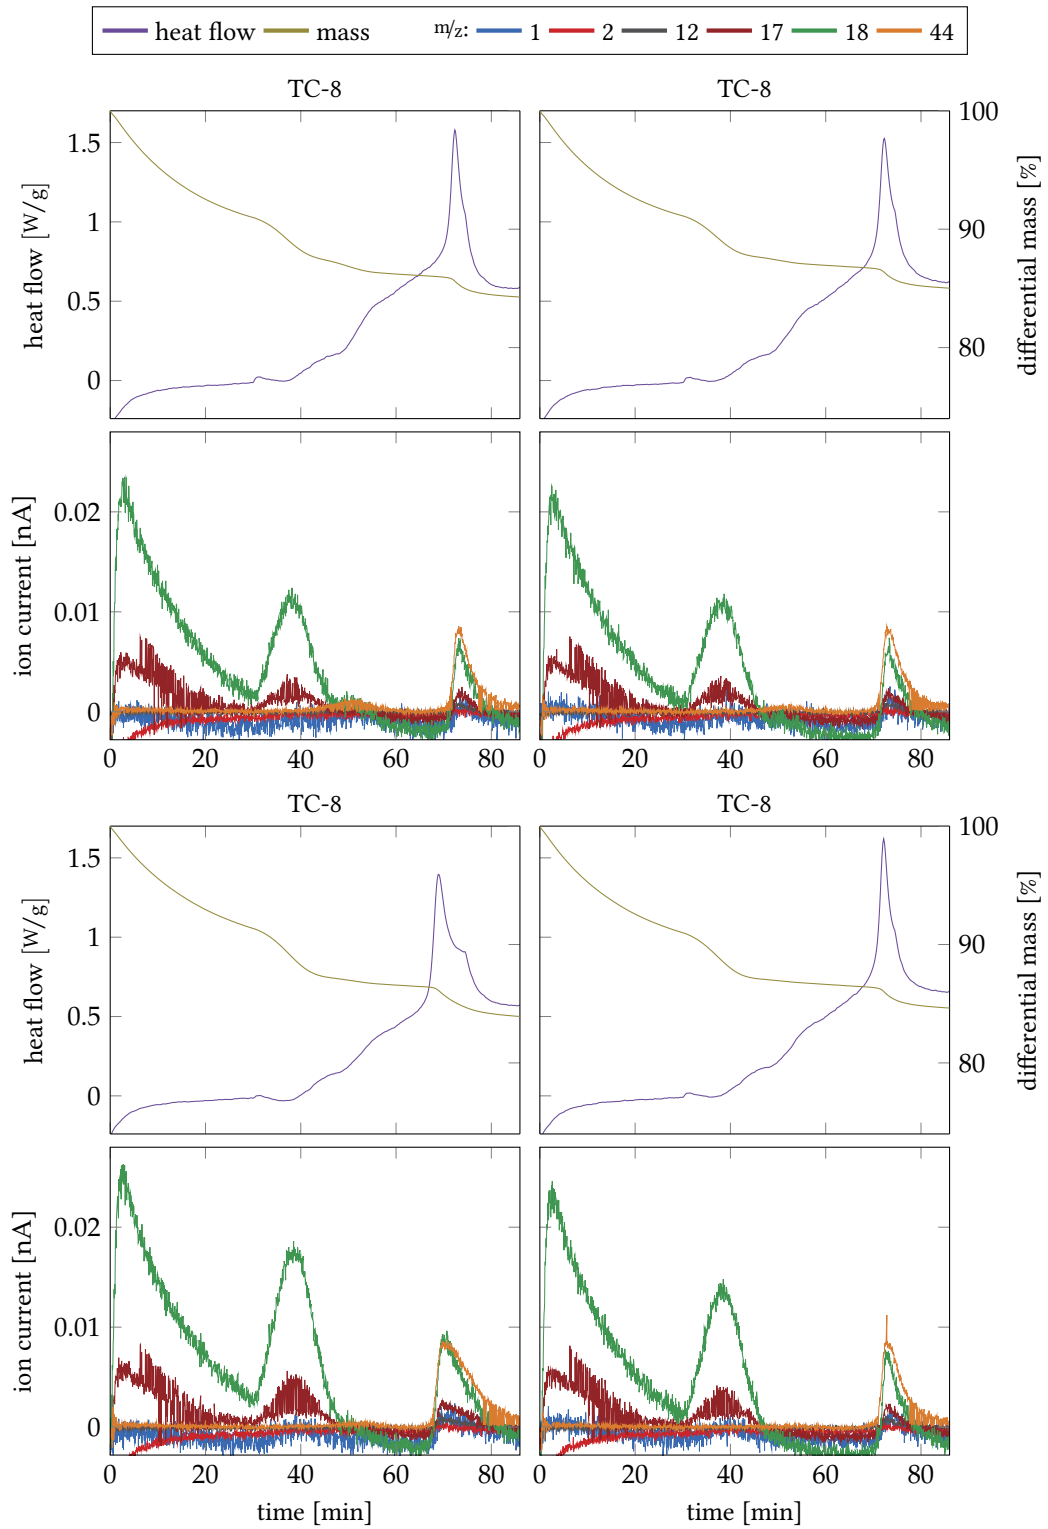 heat flow mass m/z: 1 2 12 17 18 44
TC-8 TC-8
1.5
1
0.5
0
heat flow [W/g]
100
90
80
differential mass [%]
0.02
0.01
0
ion current [nA]
0 20 40 60 80 0 20 40 60 80
TC-8 TC-8
1.5
1
0.5
0
heat flow [W/g]
100
90
80
differential mass [%]
0.02
0.01
0
ion current [nA]
0 20 40 60 80 0 20 40 60 80
time [min] time [min]